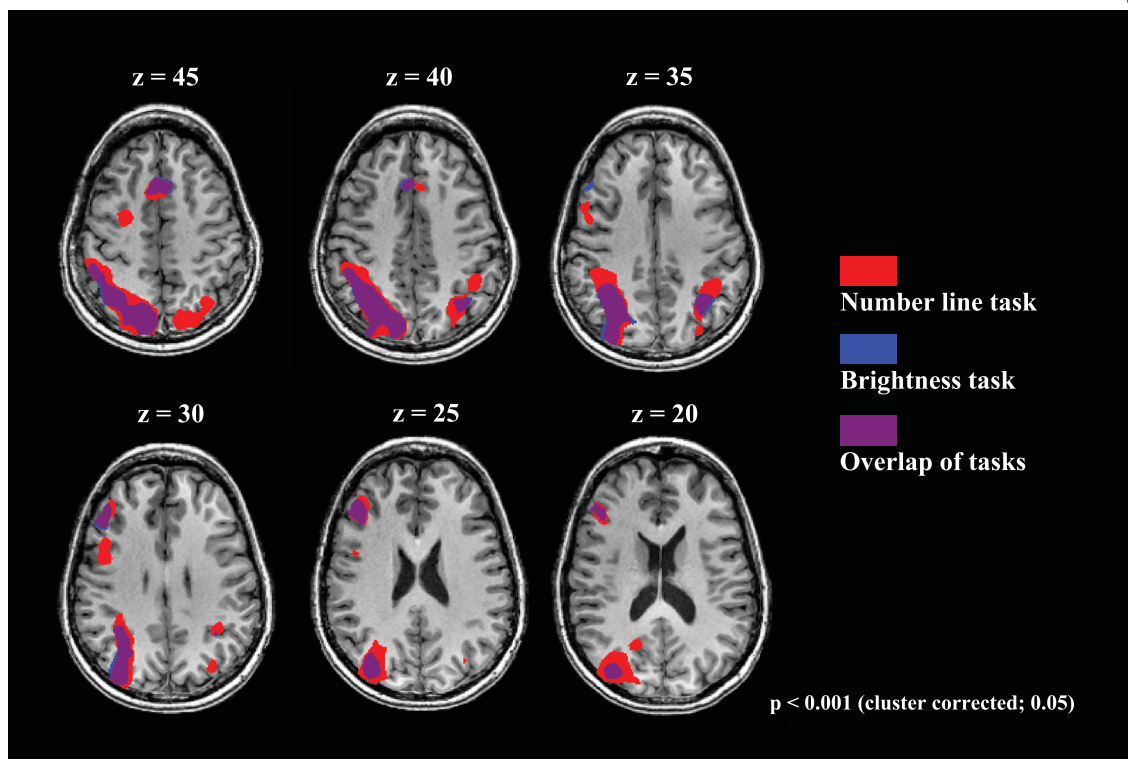 z = 45
z = 40
z = 35
Number line task
Brightness task
Overlap of tasks
z = 30
z = 25
z = 20
p < 0.001 (cluster corrected; 0.05)